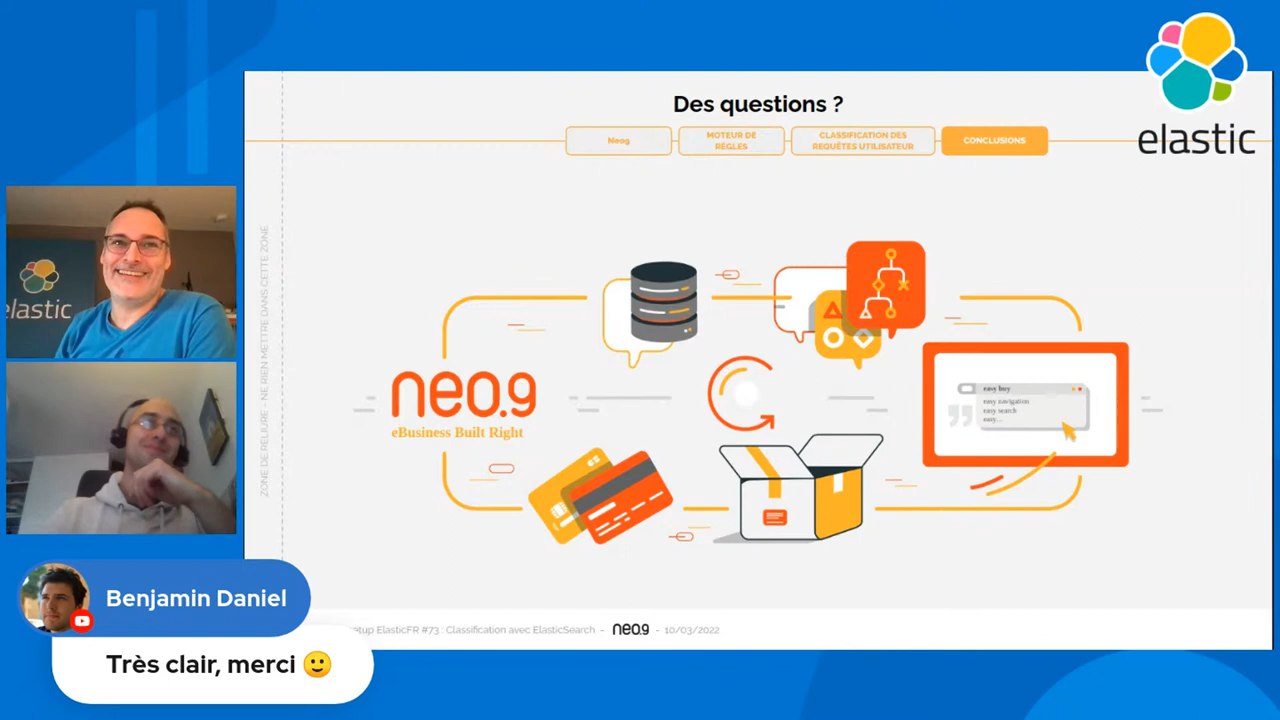 elastic
Des questions ?
Neo9
MOTEUR DE
RÈGLES
CLASSIFICATION DES
REQUÊTES UTILISATEUR
CONCLUSIONS
ZONE DE RELIURE - NE RIEN METTRE DANS CETTE ZONE
elastic
neo.9
eBusiness Built Right
easy buy
easy navigation
easy search
easy...
Benjamin Daniel
Très clair, merci 🙂
etup ElasticFR #73 : Classification avec ElasticSearch - neo.9 - 10/03/2022